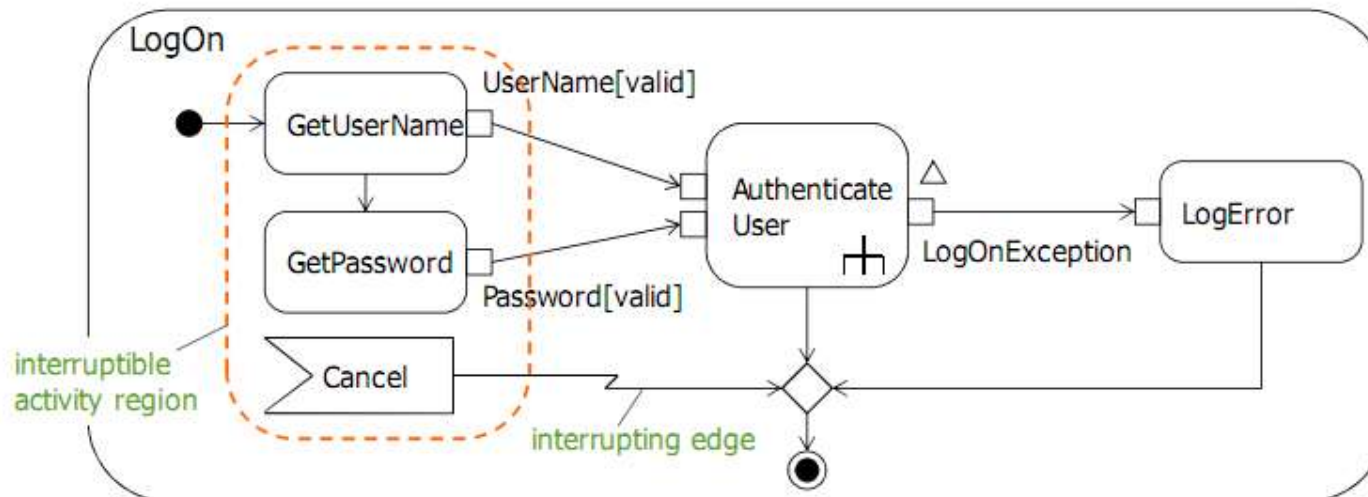 LogOn
UserName[valid]
GetUserName
Authenticate
User
LogError
GetPassword
LogOnException
Password[valid]
interruptible
activity region
Cancel
interrupting edge